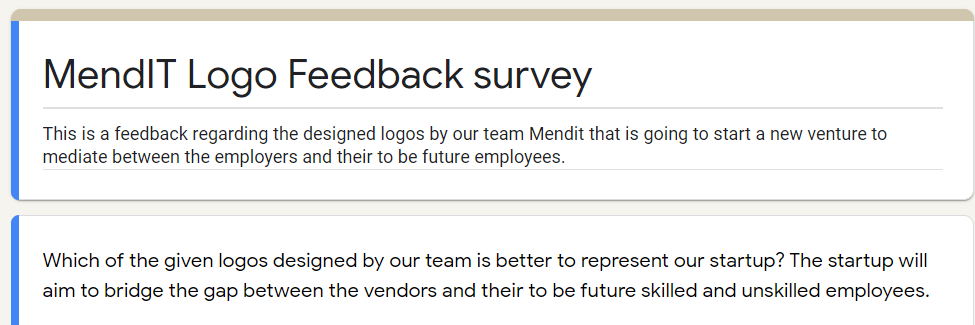 MendIT Logo Feedback survey
This is a feedback regarding the designed logos by our team Mendit that is going to start a new venture to
mediate between the employers and their to be future employees.
Which of the given logos designed by our team is better to represent our startup? The startup will
aim to bridge the gap between the vendors and their to be future skilled and unskilled employees.